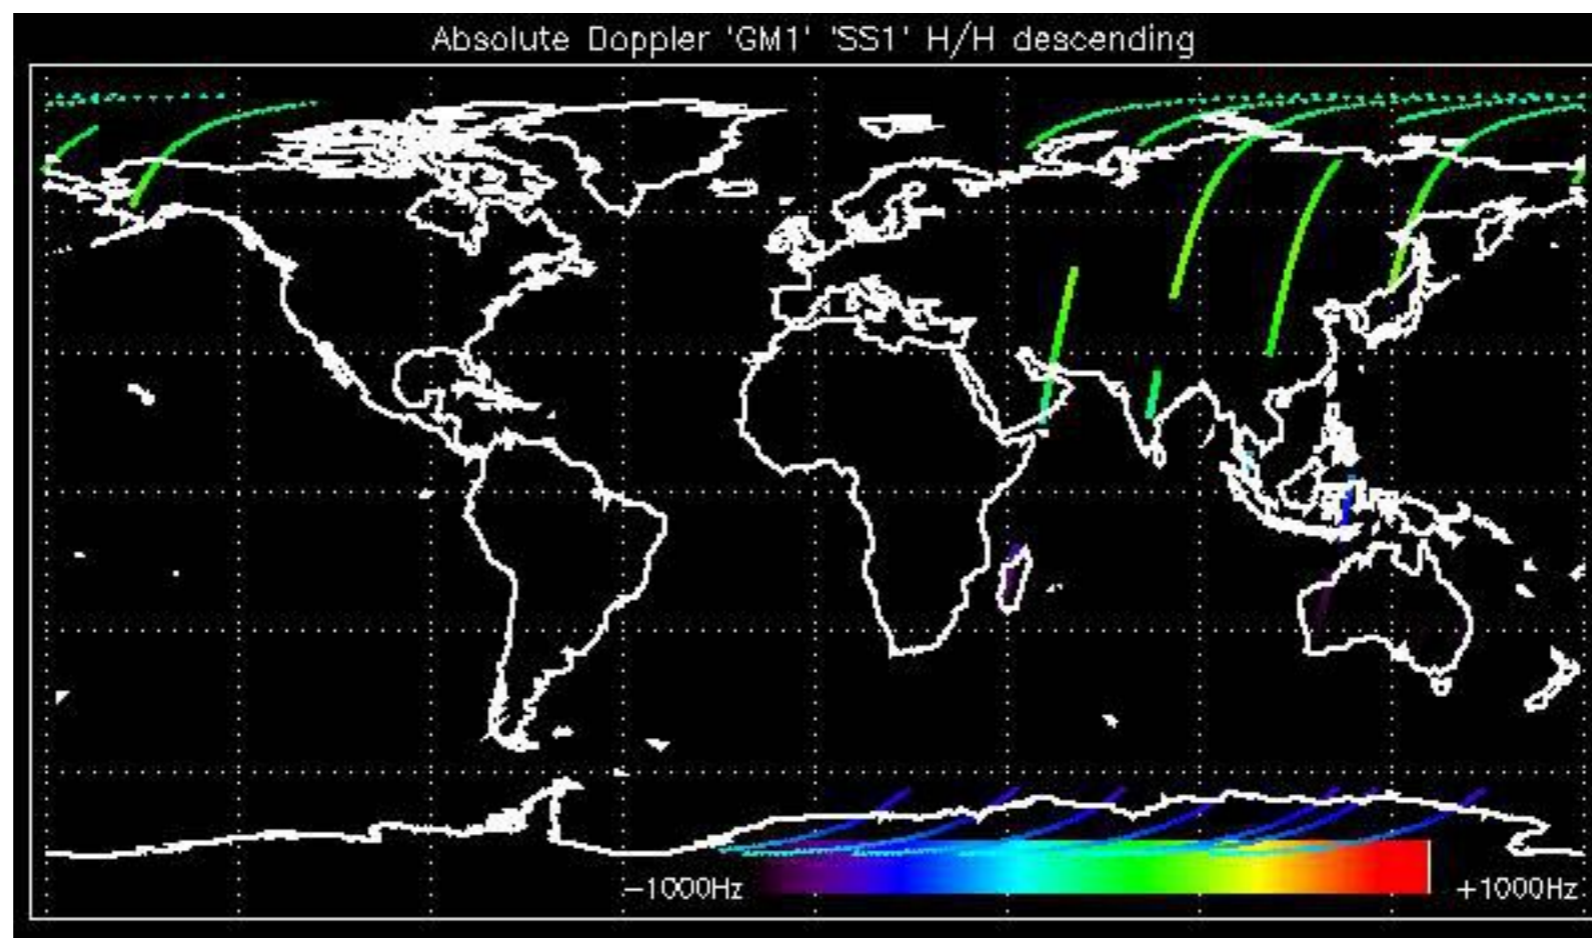 Absolute Doppler 'GM1' 'SS1' H/H descending
-1000Hz +1000Hz